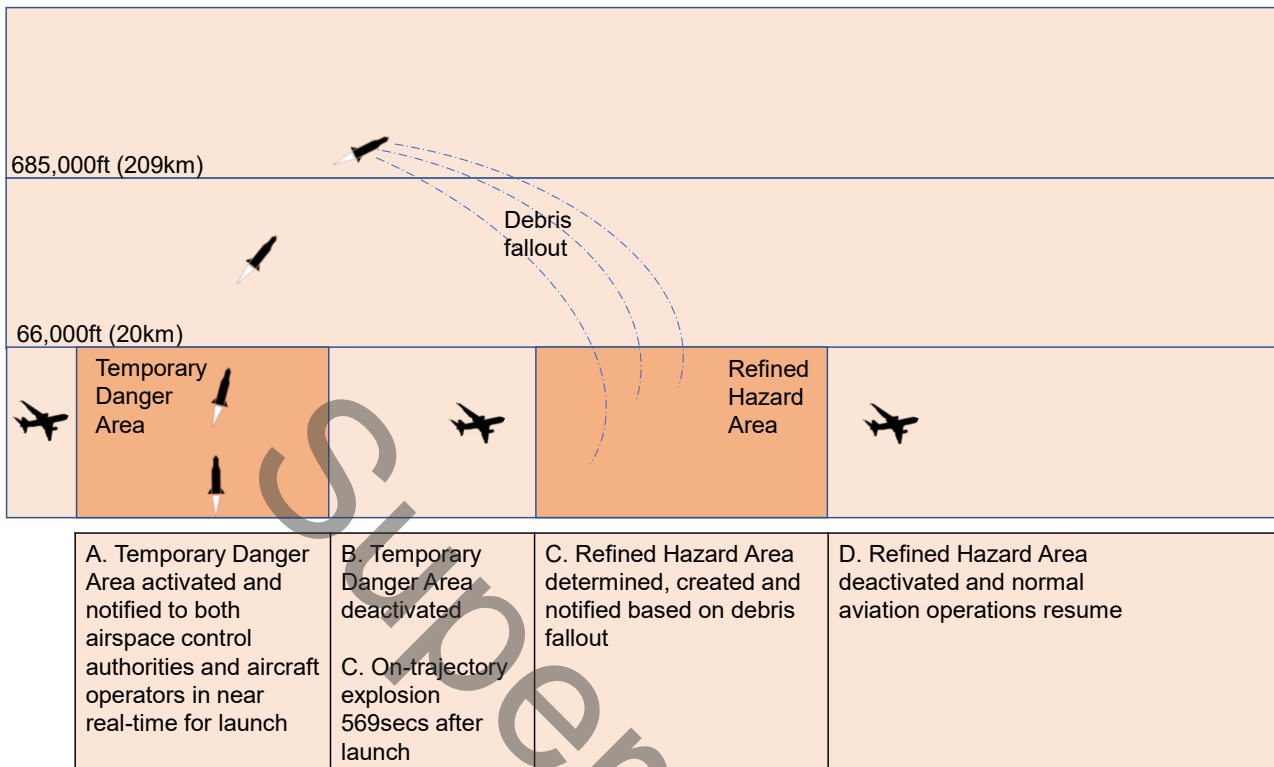 685,000ft (209km)
Debris
fallout
66,000ft (20km)
Temporary
Danger
Area
Refined
Hazard
Area
A. Temporary Danger
Area activated and
notified to both
airspace control
authorities and aircraft
operators in near
real-time for launch
B. Temporary
Danger Area
deactivated
C. On-trajectory
explosion
569secs after
launch
C. Refined Hazard Area
determined, created and
notified based on debris
fallout
D. Refined Hazard Area
deactivated and normal
aviation operations resume